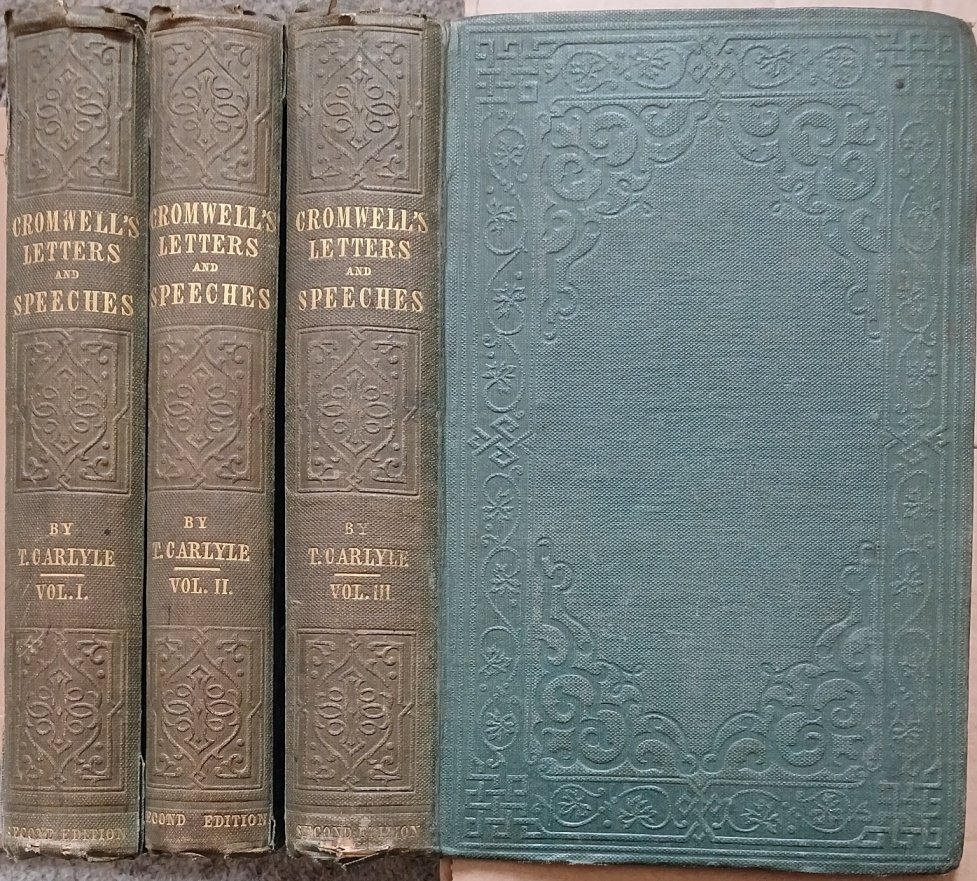 CROMWELL'S
LETTERS
AND
SPEECHES
BY
T. CARLYLE
VOL. I.
SECOND EDITION
CROMWELL'S
LETTERS
AND
SPEECHES
BY
T. CARLYLE
VOL. II.
SECOND EDITION
CROMWELL'S
LETTERS
AND
SPEECHES
BY
T. CARLYLE
VOL. III
SECOND EDITION